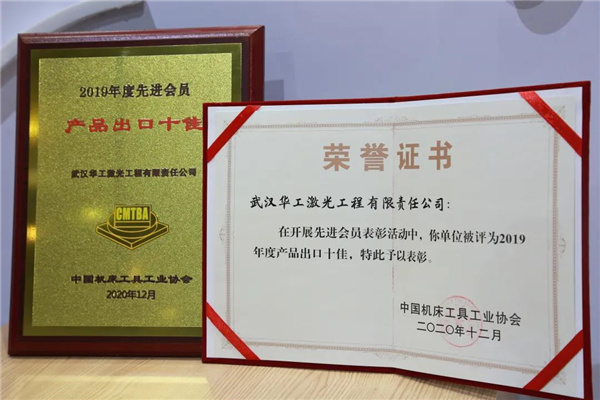 2019年度先进会员
产品出口十佳
武汉华工激光工程有限责任公司
CMTBA
中国机床工具工业协会
2020年12月
荣誉证书
武汉华工激光工程有限责任公司：
在开展先进会员表彰活动中，你单位被评为2019
年度产品出口十佳，特此予以表彰。
中国机床工具工业协会
二〇二〇年十二月